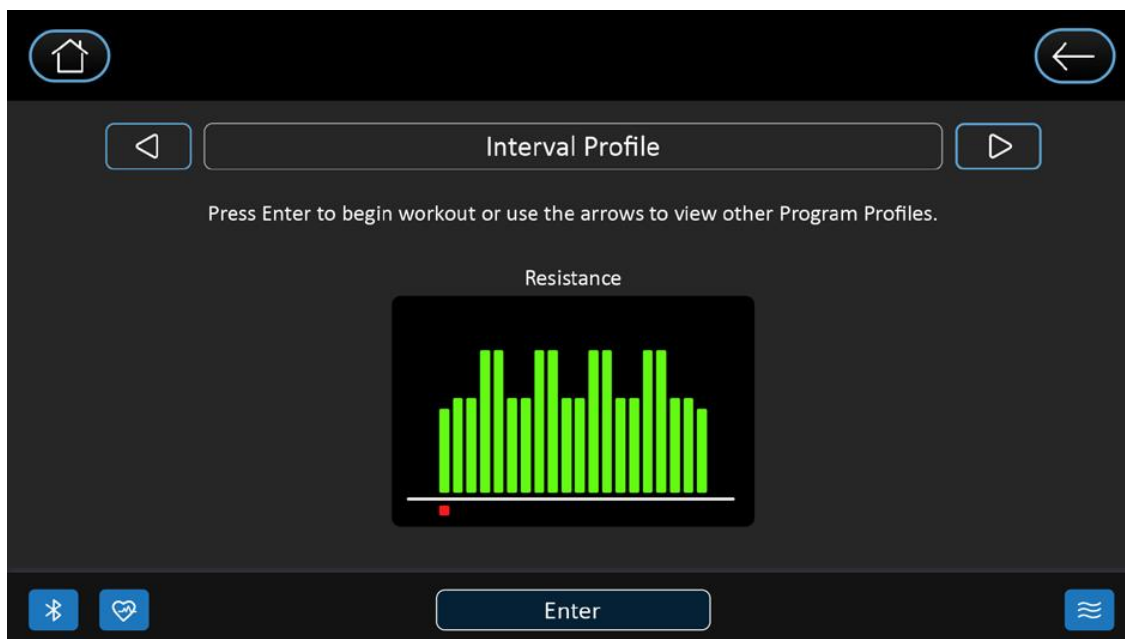 Interval Profile
Press Enter to begin workout or use the arrows to view other Program Profiles.
Resistance
Enter